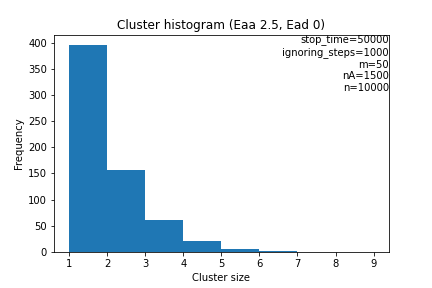 Cluster histogram (Eaa 2.5, Ead 0)
stop_time=50000
ignoring_steps=1000
m=50
nA=1500
n=10000
Frequency
400
350
300
250
200
150
100
50
0
1 2 3 4 5 6 7 8 9
Cluster size